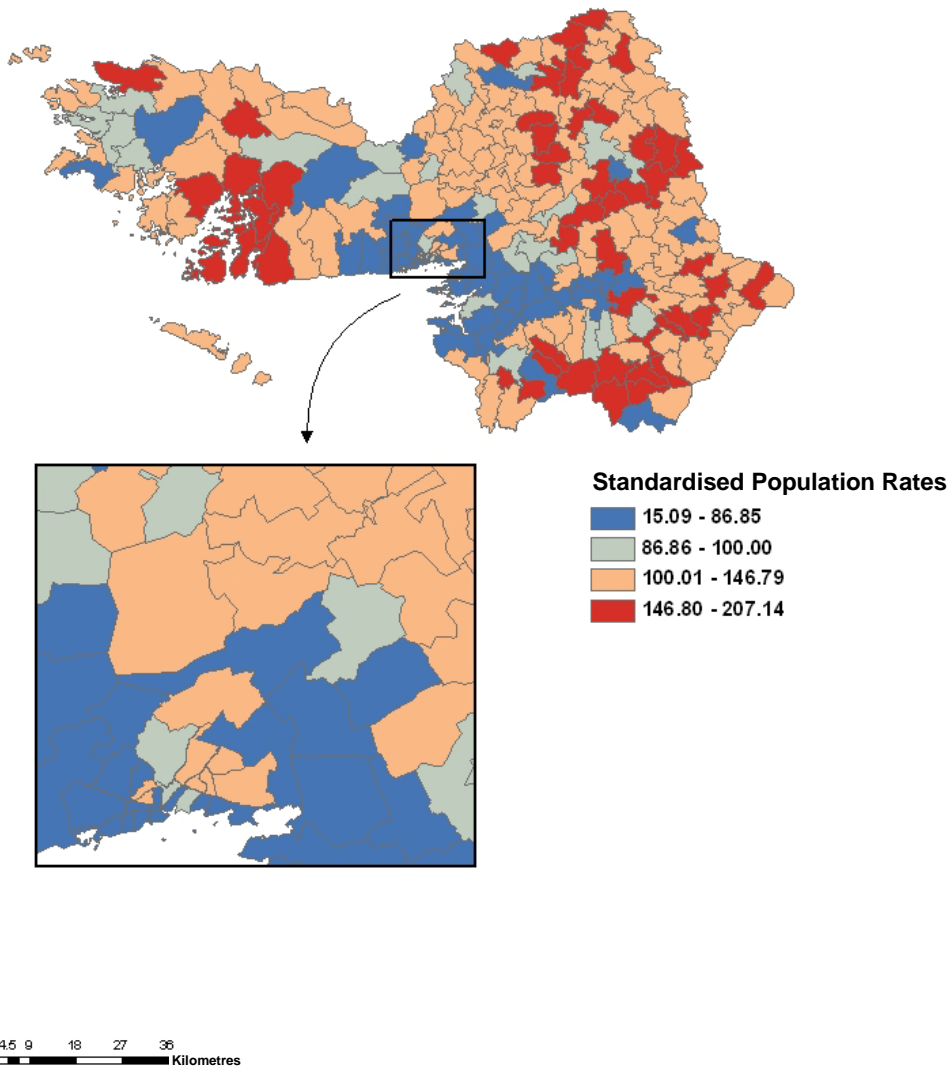 Standardised Population Rates
15.09 - 86.85
86.86 - 100.00
100.01 - 146.79
146.80 - 207.14
4.5 9 18 27 36
Kilometres